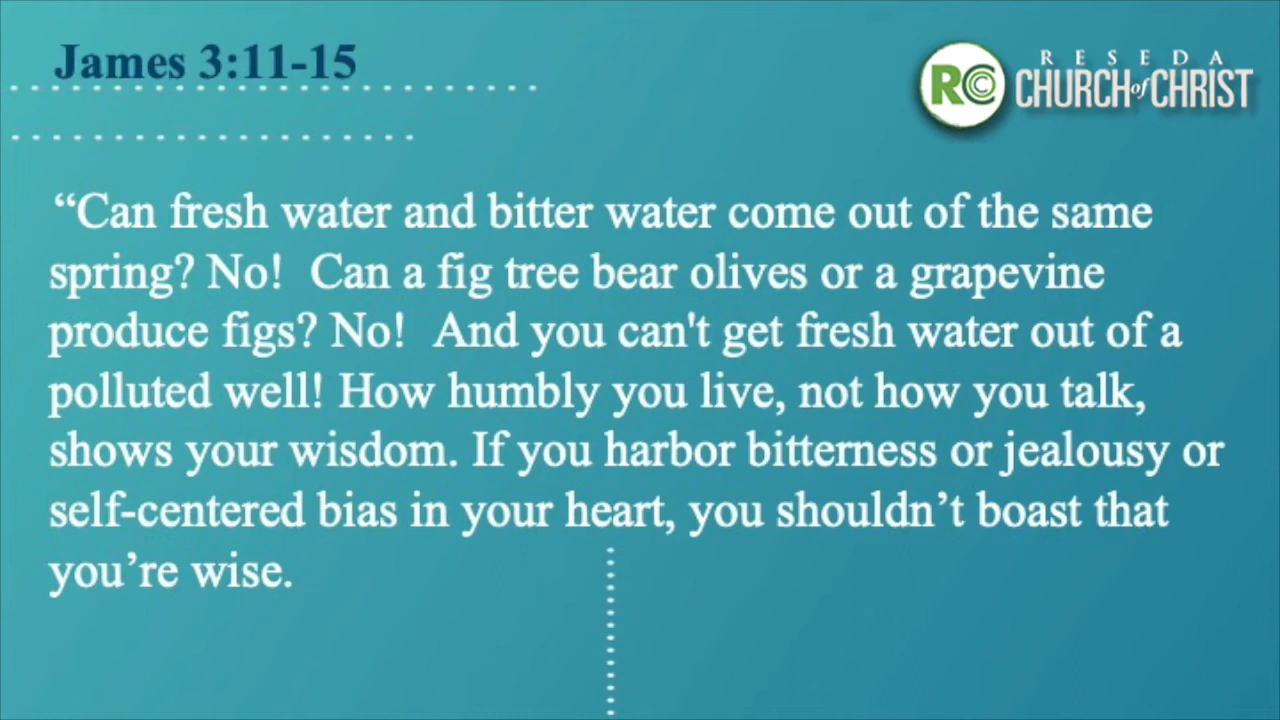 James 3:11-15
RC
RESEDA
CHURCH of CHRIST
“Can fresh water and bitter water come out of the same
spring? No!  Can a fig tree bear olives or a grapevine
produce figs? No!  And you can't get fresh water out of a
polluted well! How humbly you live, not how you talk,
shows your wisdom. If you harbor bitterness or jealousy or
self-centered bias in your heart, you shouldn’t boast that
you’re wise.